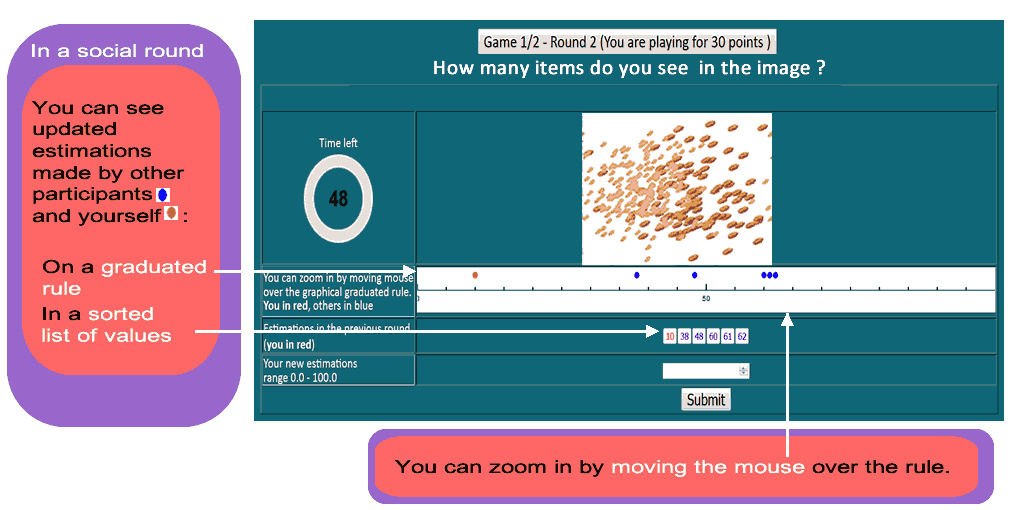 In a social round
You can see
updated
estimations
made by other
participants
and yourself :
On a graduated
rule
In a sorted
list of values
Game 1/2 - Round 2 (You are playing for 30 points )
How many items do you see in the image ?
Time left
48
You can zoom in by moving mouse
over the graphical graduated rule.
You in red, others in blue
0
50
Estimations in the previous round
(you in red)
10 38 48 60 61 62
Your new estimations
range 0.0 - 100.0
Submit
You can zoom in by moving the mouse over the rule.